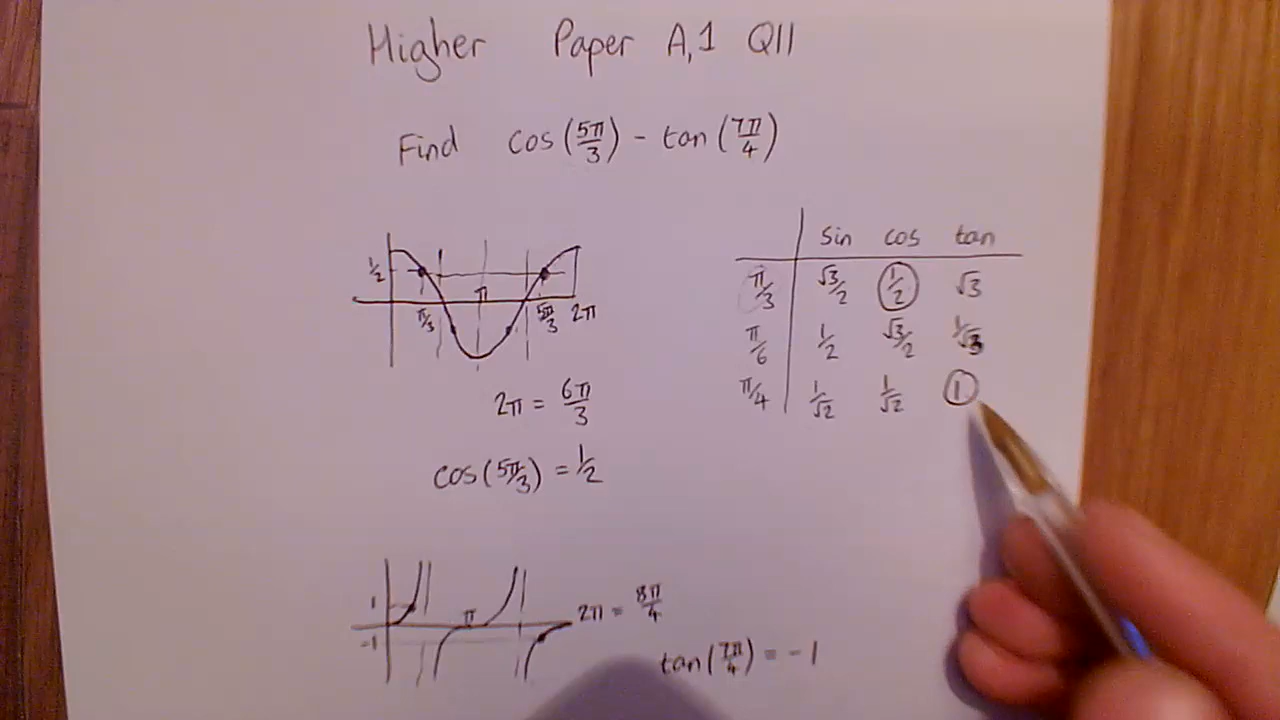 Higher Paper A,1 Q11
Find cos(5π/3) - tan(7π/4)
1/2
π
π/3
5π/3
2π
2π = 6π/3
cos(5π/3) = 1/2
sin cos tan
π/3 √3/2 1/2 √3
π/6 1/2 √3/2 1/√3
π/4 1/√2 1/√2 1
1
π
-1
2π = 8π/4
tan(7π/4) = -1